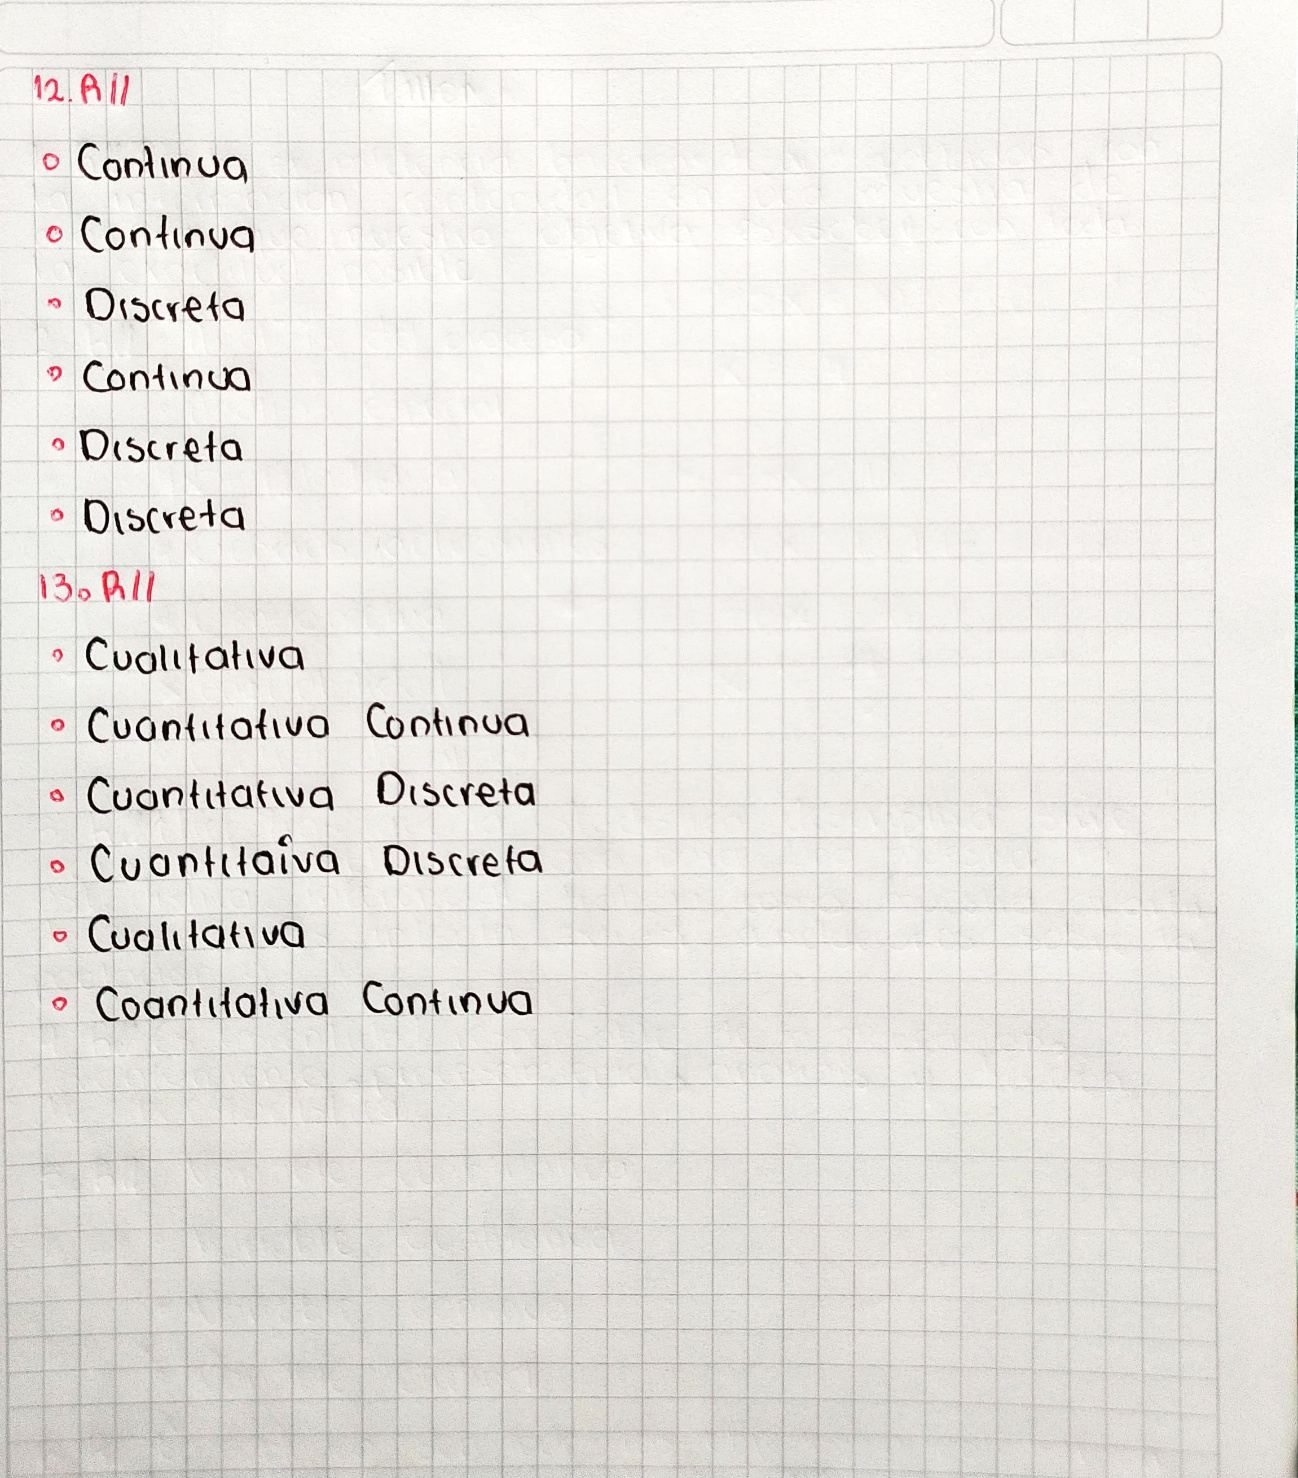 12. R//
Continua
Continua
Discreta
Continua
Discreta
Discreta
13. R//
Cualitativa
Cuantitativa Continua
Cuantitativa Discreta
Cuantitaiva Discreta
Cualitativa
Coantitativa Continua